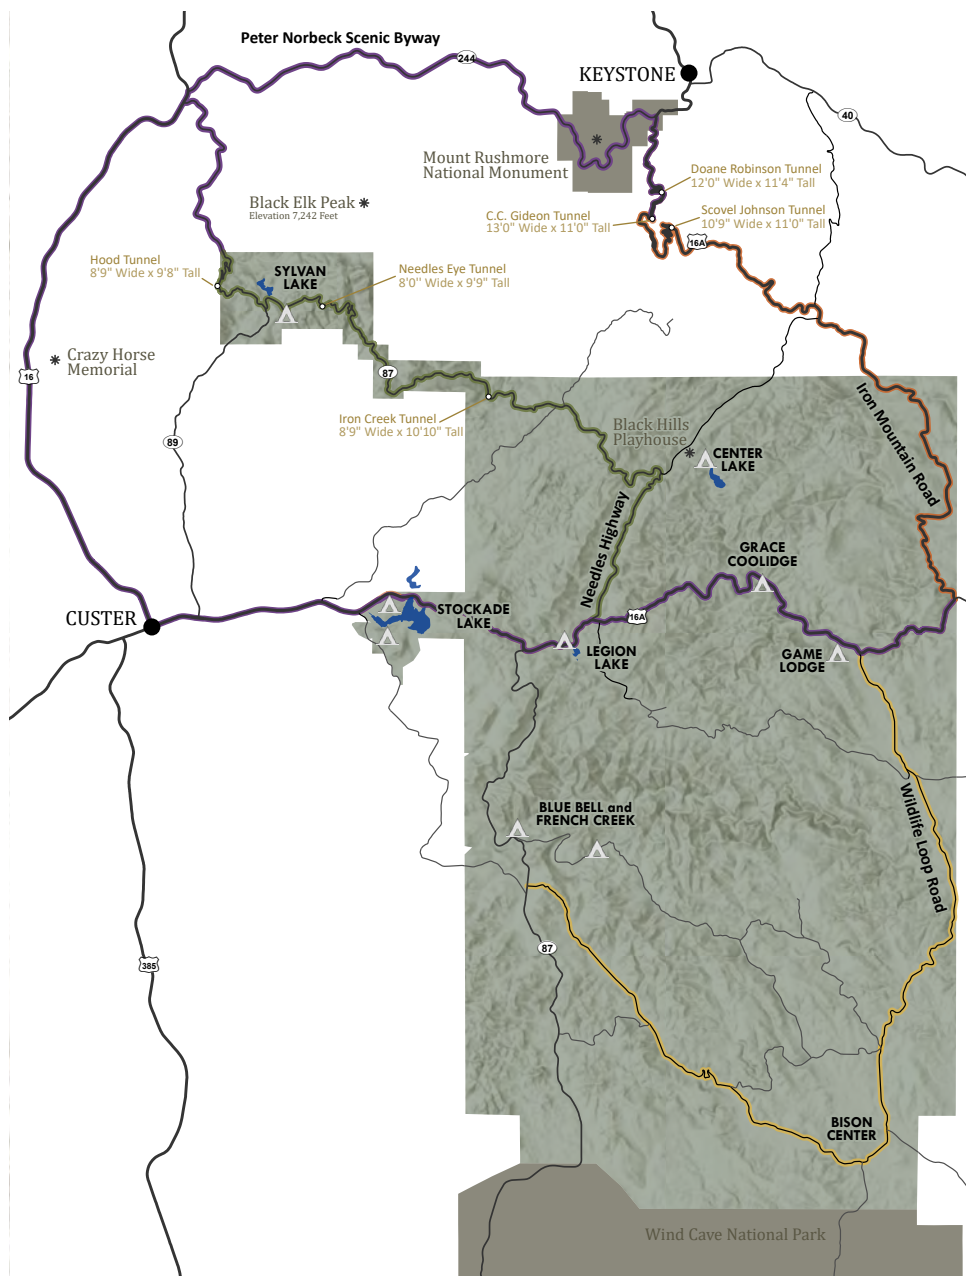 Peter Norbeck Scenic Byway
244
KEYSTONE
40
Mount Rushmore
National Monument
Doane Robinson Tunnel
12'0" Wide x 11'4" Tall
Black Elk Peak
Elevation 7,242 Feet
C.C. Gideon Tunnel
13'0" Wide x 11'0" Tall
Scovel Johnson Tunnel
10'9" Wide x 11'0" Tall
16A
Hood Tunnel
8'9" Wide x 9'8" Tall
SYLVAN
LAKE
Needles Eye Tunnel
8'0" Wide x 9'9" Tall
Crazy Horse
Memorial
16
87
Iron Creek Tunnel
8'9" Wide x 10'10" Tall
89
Black Hills
Playhouse
CENTER
LAKE
Iron Mountain Road
Needles Highway
GRACE
COOLIDGE
CUSTER
STOCKADE
LAKE
16A
LEGION
LAKE
GAME
LODGE
BLUE BELL and
FRENCH CREEK
Wildlife Loop Road
87
385
BISON
CENTER
Wind Cave National Park